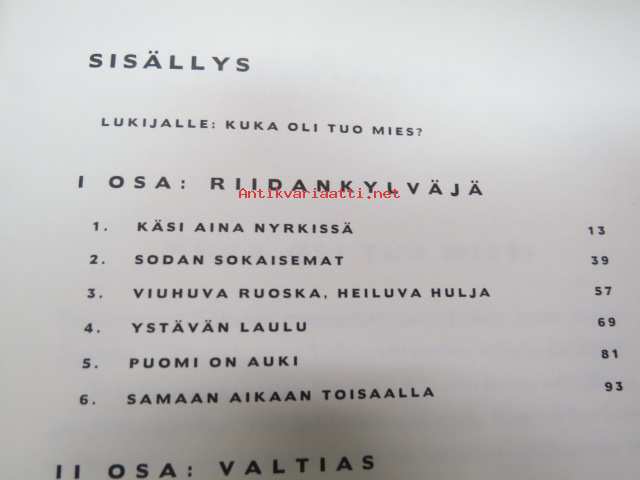 SISÄLLYS
LUKIJALLE: KUKA OLI TUO MIES?
I OSA: RIIDANKYLVÄJÄ
Antikvariaatti.net
1. KÄSI AINA NYRKISSÄ 13
2. SODAN SOKAISEMAT 39
3. VIUHUVA RUOSKA, HEILUVA HULJA 57
4. YSTÄVÄN LAULU 69
5. PUOMI ON AUKI 81
6. SAMAAN AIKAAN TOISAALLA 93
II OSA: VALTIAS